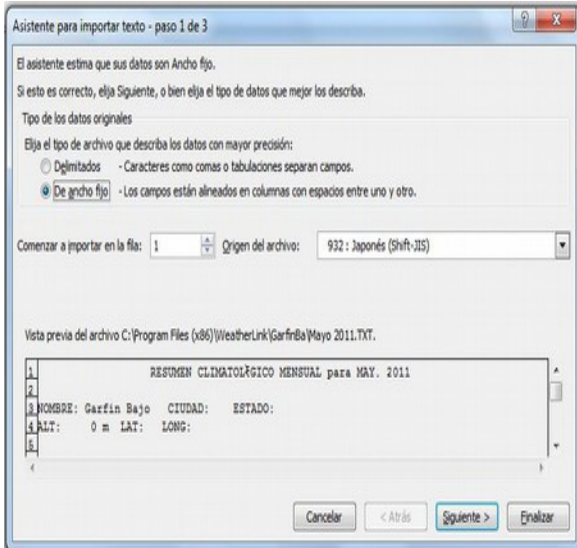 Asistente para importar texto - paso 1 de 3
El asistente estima que sus datos son Ancho fijo.
Si esto es correcto, elija Siguiente, o bien elija el tipo de datos que mejor los describa.
Tipo de los datos originales
Elija el tipo de archivo que describa los datos con mayor precisión:
Delimitados - Caracteres como comas o tabulaciones separan campos.
De ancho fijo - Los campos están alineados en columnas con espacios entre uno y otro.
Comenzar a importar en la fila: 1 Origen del archivo: 932 : Japonés (Shift-JIS)
Vista previa del archivo C:\Program Files (x86)\WeatherLink\GarfinBa\Mayo 2011.TXT.
1 RESUMEN MENSUAL para MAY. 2011
2
3 NOMBRE: Garfin Bajo CIUDAD: ESTADO:
4 ALT: 0 m LAT: LONG:
5
Cancelar < Atrás Siguiente > Finalizar